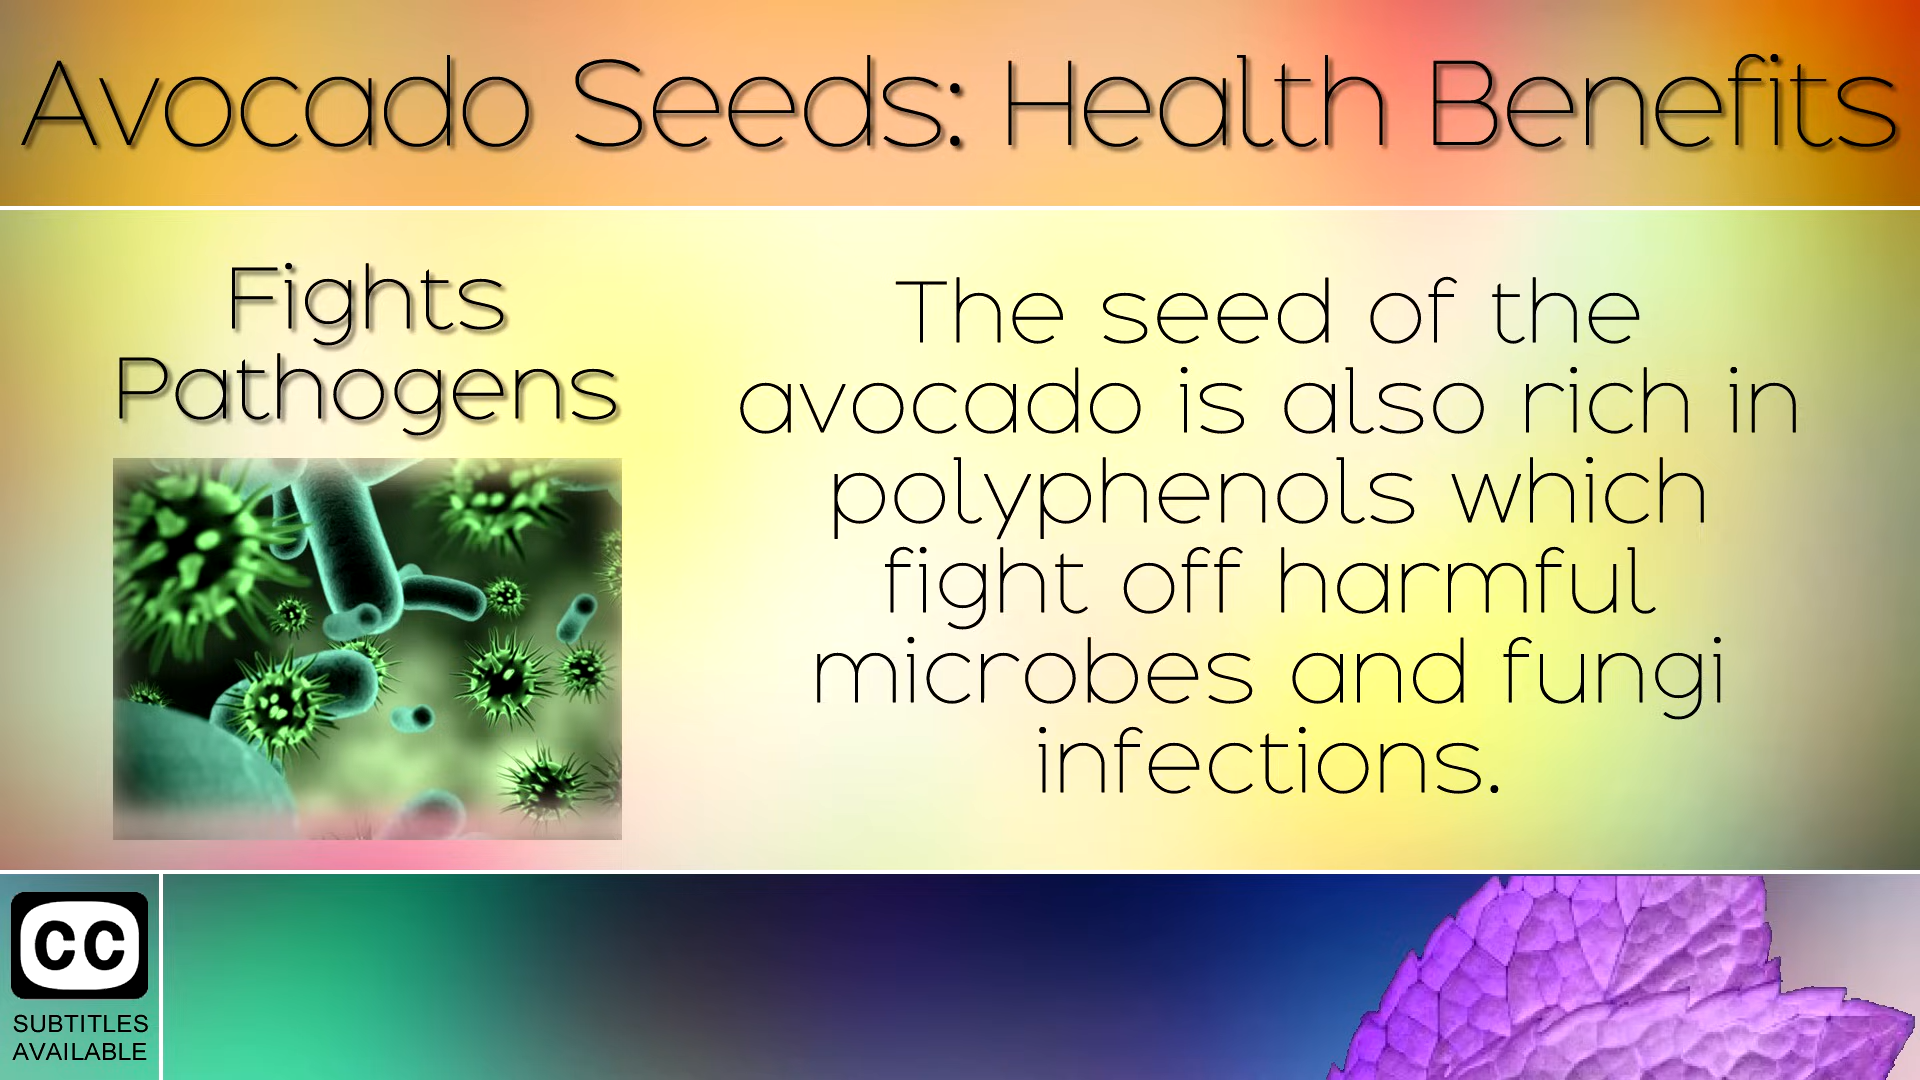 Avocado Seeds: Health Benefits
Fights
Pathogens
The seed of the
avocado is also rich in
polyphenols which
fight off harmful
microbes and fungi
infections.
CC
SUBTITLES
AVAILABLE